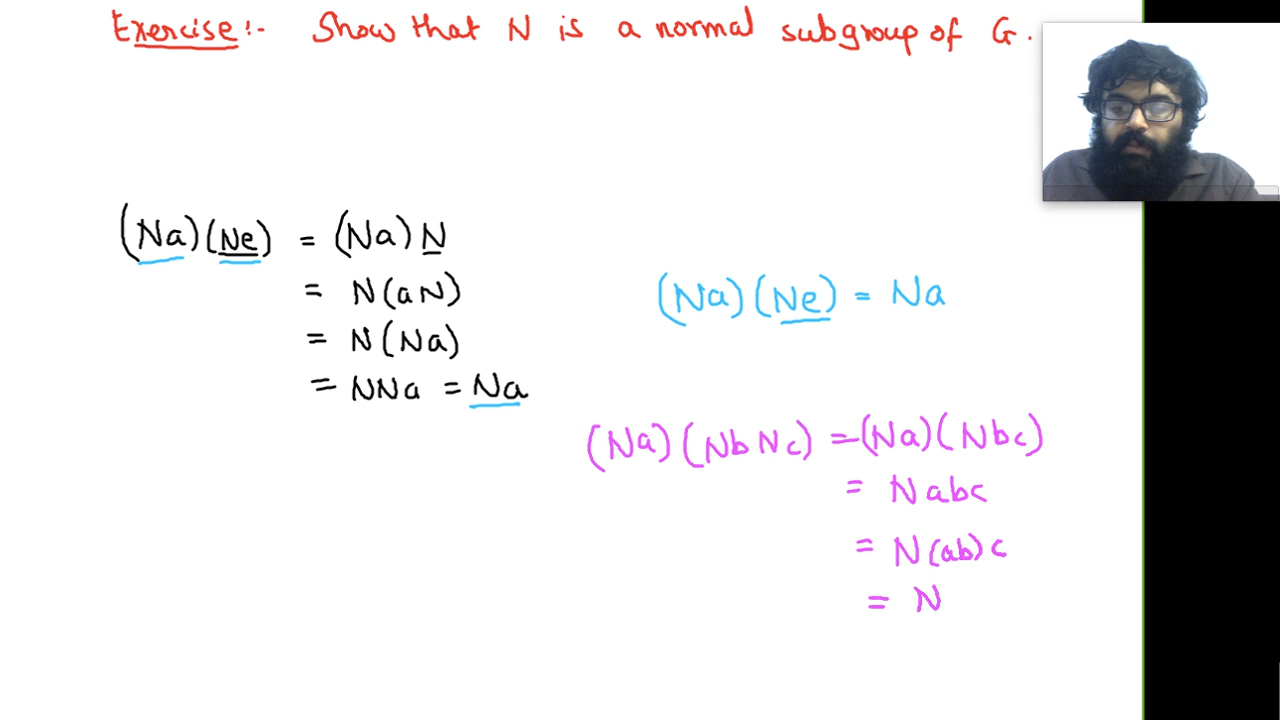 Exercise:- Show that N is a normal subgroup of G.
(Na)(Ne) = (Na)N
= N(aN)
= N(Na)
= NNa = Na
(Na)(Ne) = Na
(Na)(NbNc) = (Na)(Nbc)
= Nabc
= N(ab)c
= N